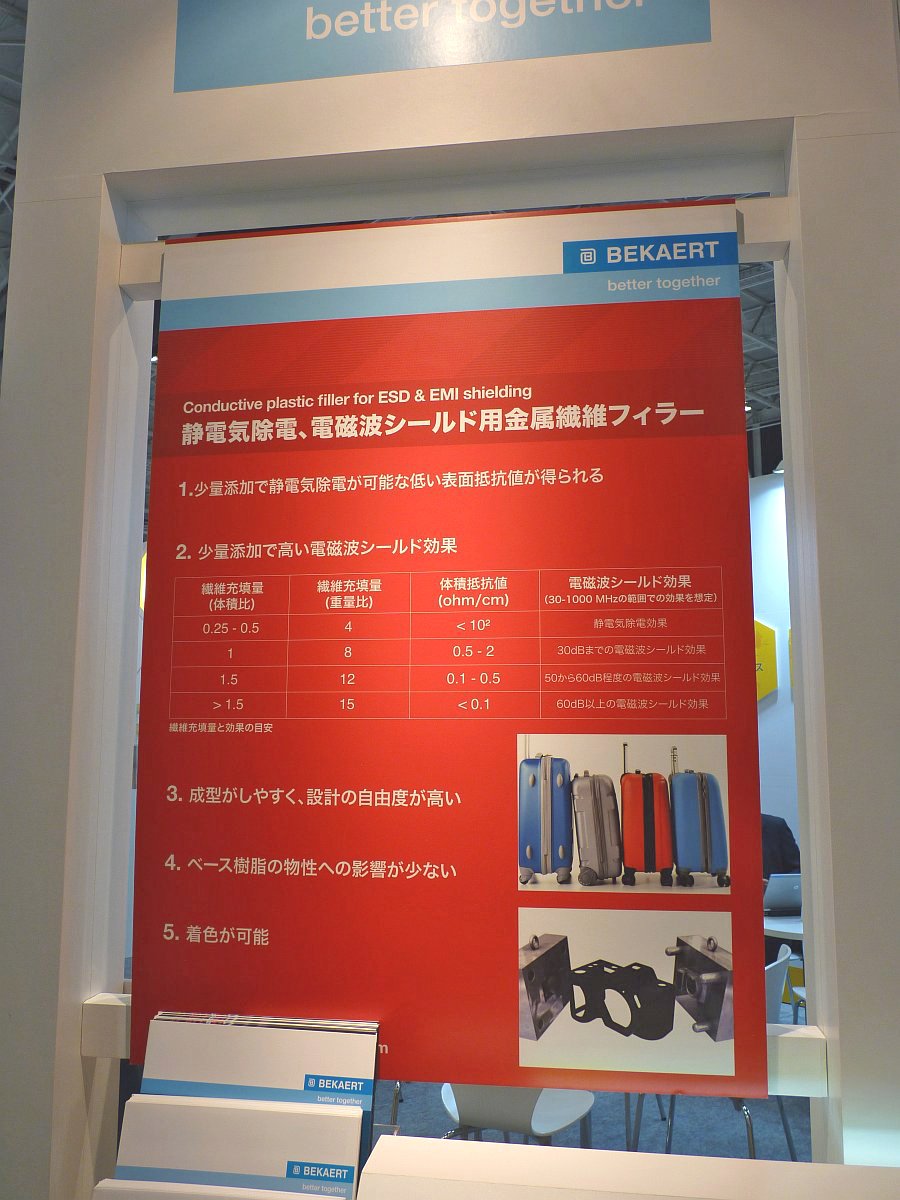 better together
BEKAERT
better together
Conductive plastic filler for ESD & EMI shielding
静電気除電、電磁波シールド用金属繊維フィラー
1.少量添加で静電気除電が可能な低い表面抵抗値が得られる
2. 少量添加で高い電磁波シールド効果
繊維充填量 繊維充填量 体積抵抗値 電磁波シールド効果
(体積比) (重量比) (ohm/cm) (30-1000 MHzの範囲での効果を想定)
0.25 - 0.5 4 < 10² 静電気除電効果
1 8 0.5 - 2 30dBまでの電磁波シールド効果
1.5 12 0.1 - 0.5 50から60dB程度の電磁波シールド効果
> 1.5 15 < 0.1 60dB以上の電磁波シールド効果
繊維充填量と効果の目安
3. 成型がしやすく、設計の自由度が高い
4. ベース樹脂の物性への影響が少ない
5. 着色が可能
BEKAERT
better together
BEKAERT
better together